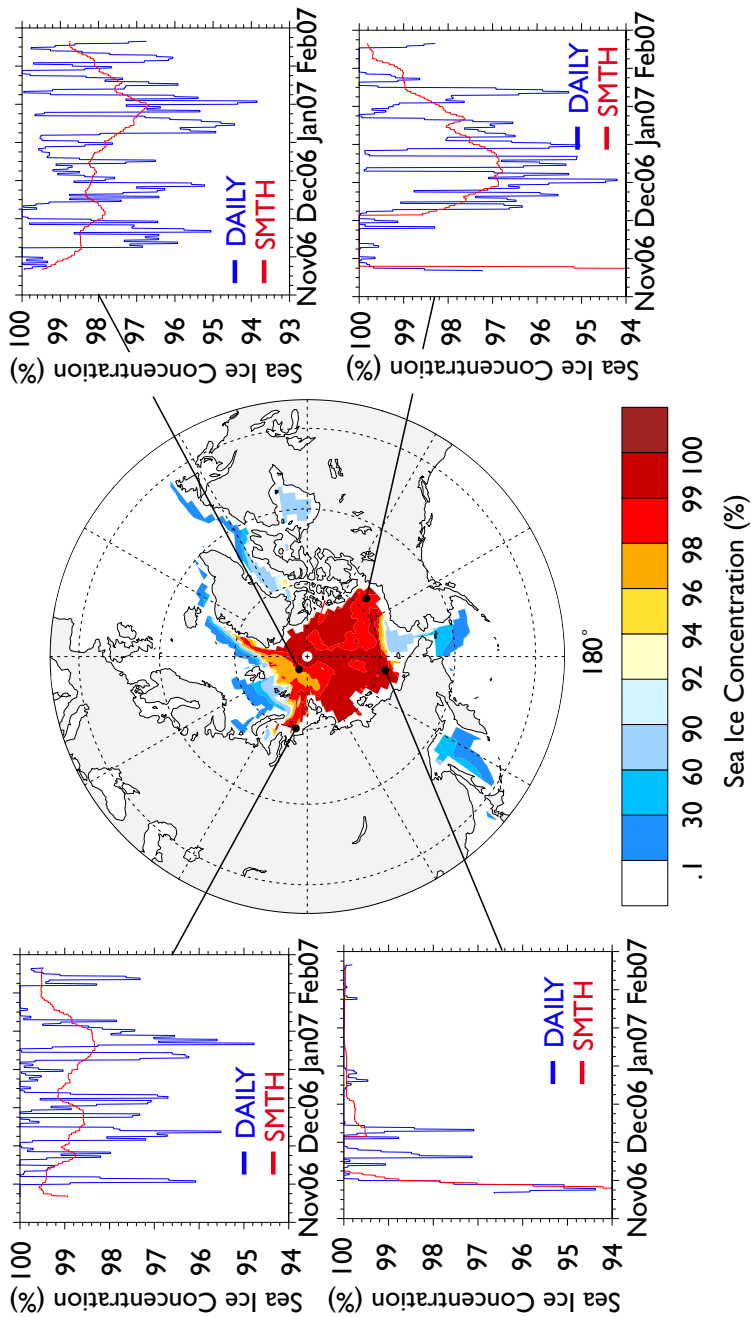 Sea Ice Concentration (%)
100
99
98
97
96
95
94
Nov06 Dec06 Jan07 Feb07
DAILY
SMTH
Sea Ice Concentration (%)
100
99
98
97
96
95
94
93
Nov06 Dec06 Jan07 Feb07
DAILY
SMTH
180°
Sea Ice Concentration (%)
100
99
98
97
96
95
94
Nov06 Dec06 Jan07 Feb07
DAILY
SMTH
Sea Ice Concentration (%)
100
99
98
97
96
95
94
Nov06 Dec06 Jan07 Feb07
DAILY
SMTH
.1 30 60 90 92 94 96 98 99 100
Sea Ice Concentration (%)